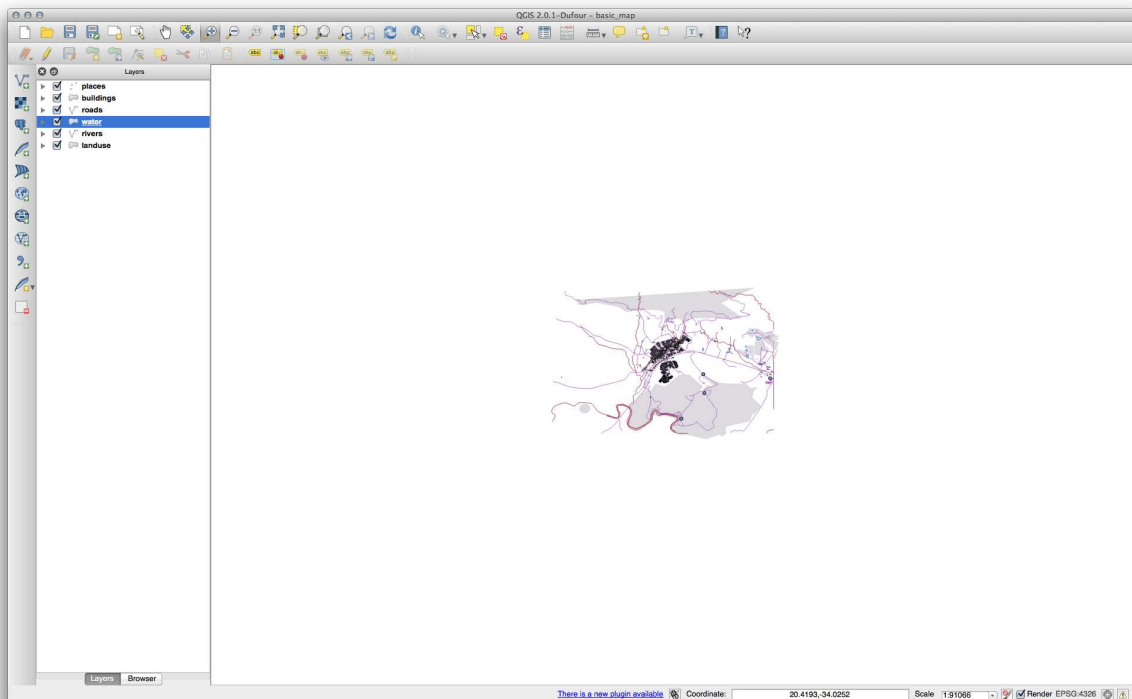 QGIS 2.0.1-Dufour - basic_map
Layers
places
buildings
roads
water
rivers
landuse
Layers Browser
There is a new plugin available Coordinate: 20.4193,-34.0252 Scale 1:91066 Render EPSG:4326